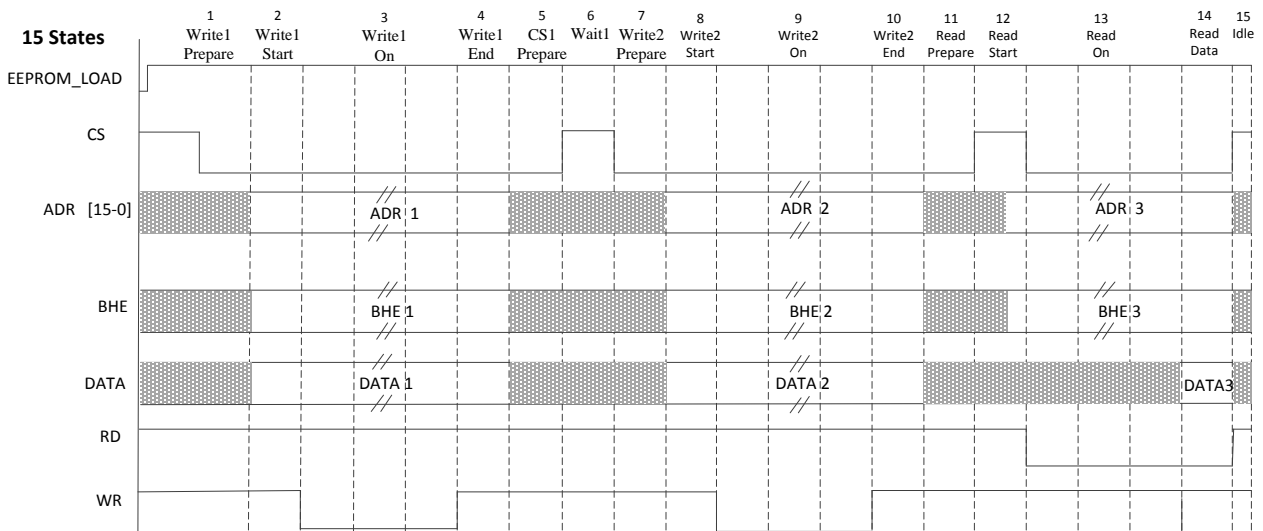 15 States
1 2 3 4 5 6 7 8 9 10 11 12 13 14 15
Write1 Write1 Write1 Write1 CS1 Wait1 Write2 Write2 Write2 Write2 Read Read Read Read Idle
Prepare Start On End Prepare Prepare Start On End Prepare Start On Data
EEPROM_LOAD
CS
ADR [15-0] ADR 1 ADR 2 ADR 3
BHE BHE 1 BHE 2 BHE 3
DATA DATA 1 DATA 2 DATA3
RD
WR